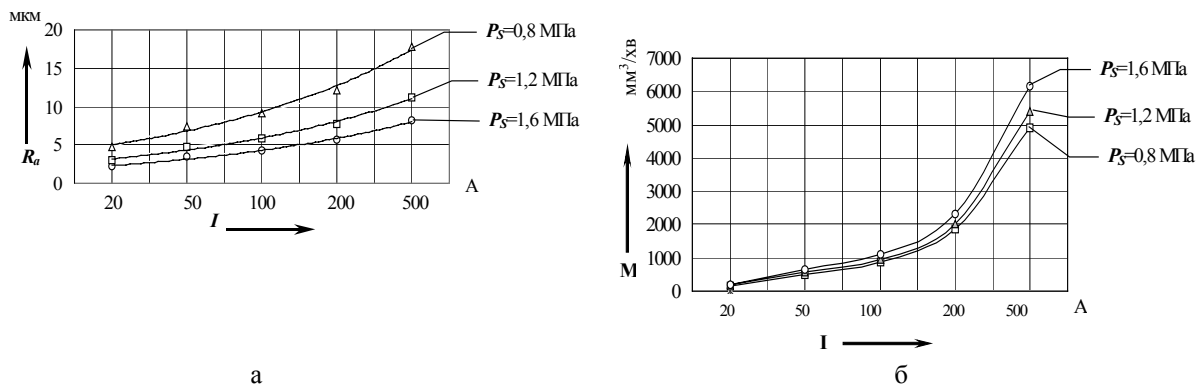 мкм
20
15
10
5
0
Ra
20
50
100
200
500
А
I
PS=0,8 МПа
PS=1,2 МПа
PS=1,6 МПа
а
мм³/хв
7000
6000
5000
4000
3000
2000
1000
0
М
20
50
100
200
500
А
I
PS=1,6 МПа
PS=1,2 МПа
PS=0,8 МПа
б